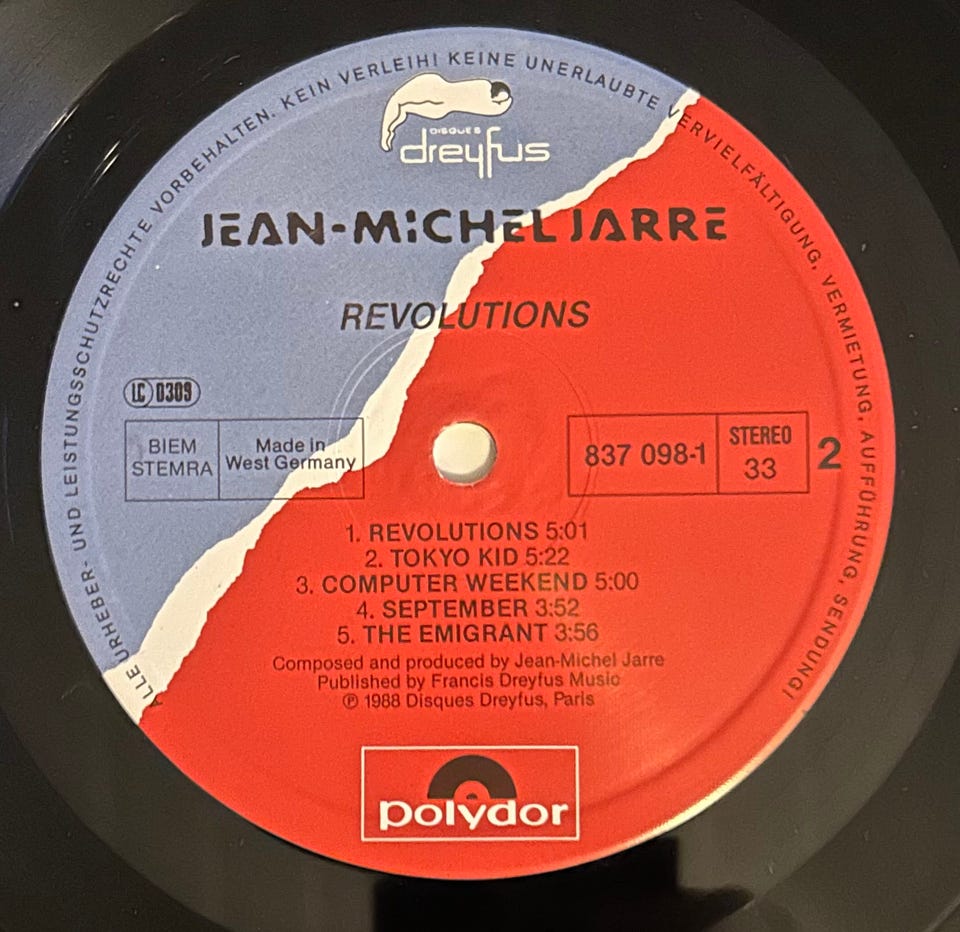 ALLE URHEBER- UND LEISTUNGSSCHUTZRECHTE VORBEHALTEN. KEIN VERLEIH! KEINE UNERLAUBTE VERVIELFÄLTIGUNG, VERMIETUNG, AUFFÜHRUNG, SENDUNG!
DISQUES
dreyfus
JEAN-MICHEL JARRE
REVOLUTIONS
LC 0309
BIEM
STEMRA
Made in
West Germany
837 098-1
STEREO
33
2
1. REVOLUTIONS 5:01
2. TOKYO KID 5:22
3. COMPUTER WEEKEND 5:00
4. SEPTEMBER 3:52
5. THE EMIGRANT 3:56
Composed and produced by Jean-Michel Jarre
Published by Francis Dreyfus Music
℗ 1988 Disques Dreyfus, Paris
polydor